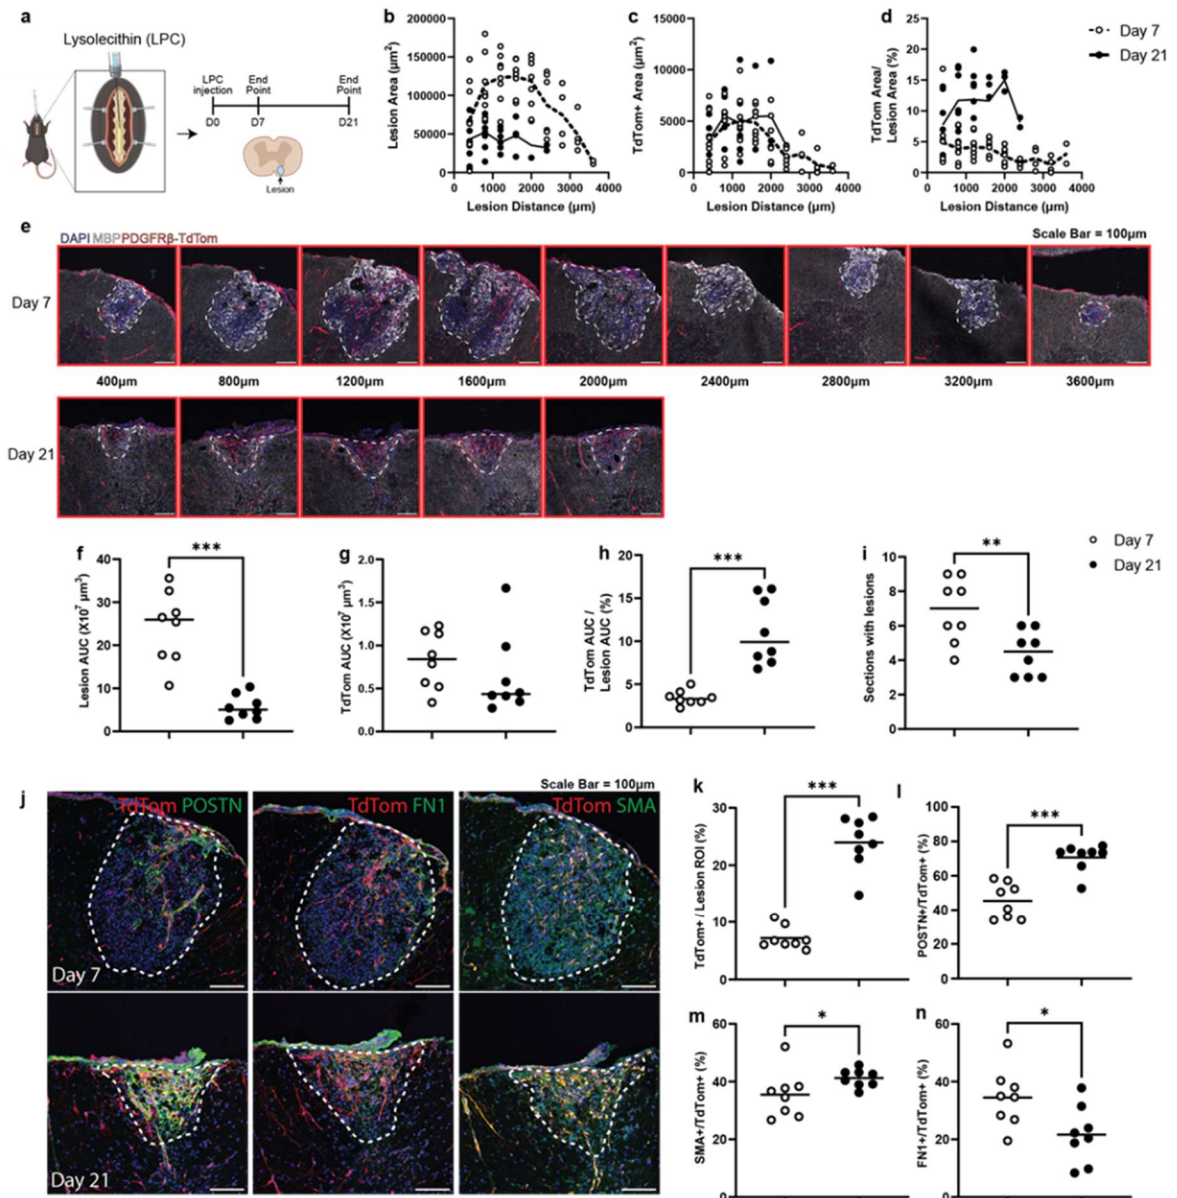 a
Lysolecithin (LPC)
LPC injection D0
End Point D7
End Point D21
Lesion
b
Lesion Area (µm²)
200000
150000
100000
50000
0
0 1000 2000 3000 4000
Lesion Distance (µm)
c
TdTom+ Area (µm²)
15000
10000
5000
0
0 1000 2000 3000 4000
Lesion Distance (µm)
d
TdTom Area/
Lesion Area (%)
25
20
15
10
5
0
0 1000 2000 3000 4000
Lesion Distance (µm)
Day 7
Day 21
e
DAPI MBP PDGFRβ-TdTom
Scale Bar = 100µm
Day 7
400µm 800µm 1200µm 1600µm 2000µm 2400µm 2800µm 3200µm 3600µm
Day 21
f
Lesion AUC (X10⁷ µm³)
40
30
20
10
0
***
g
TdTom AUC (X10⁷ µm³)
2.0
1.5
1.0
0.5
0.0
h
TdTom AUC /
Lesion AUC (%)
20
15
10
5
0
***
i
Sections with lesions
10
8
6
4
2
0
**
Day 7
Day 21
j
Scale Bar = 100µm
TdTom POSTN
TdTom FN1
TdTom SMA
Day 7
Day 21
k
TdTom+ / Lesion ROI (%)
30
20
10
0
***
l
POSTN+/TdTom+ (%)
100
80
60
40
20
0
***
m
SMA+/TdTom+ (%)
60
40
20
0
*
n
FN1+/TdTom+ (%)
60
40
20
0
*